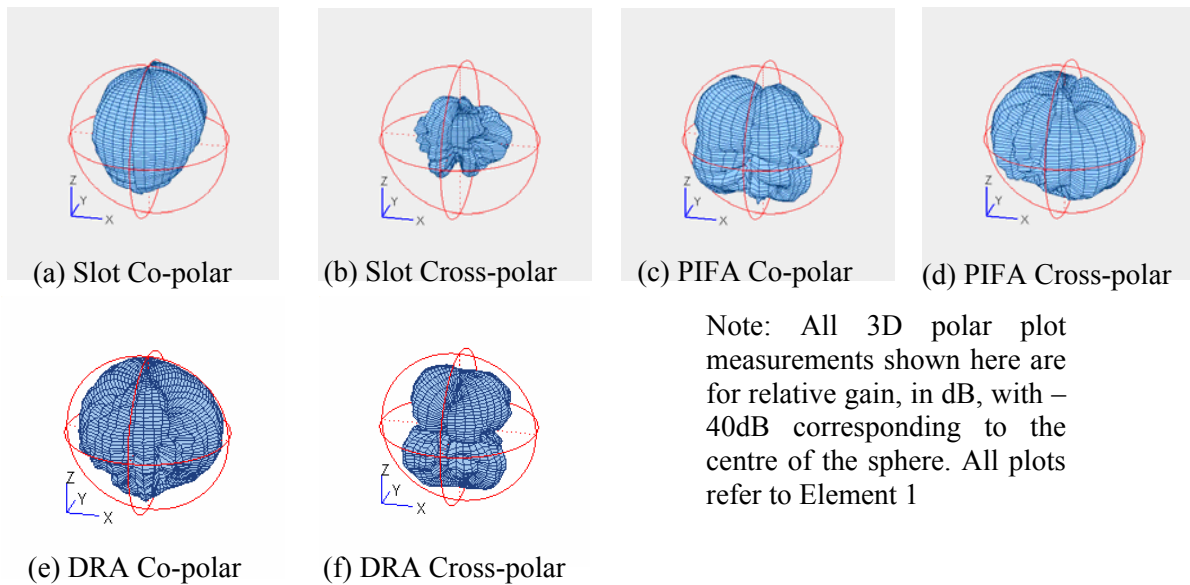 Z
Y
X
Z
Y
X
Z
Y
X
Z
Y
X
(a) Slot Co-polar
(b) Slot Cross-polar
(c) PIFA Co-polar
(d) PIFA Cross-polar
Z
Y
X
Z
Y
X
Note: All 3D polar plot
measurements shown here are
for relative gain, in dB, with –
40dB corresponding to the
centre of the sphere. All plots
refer to Element 1
(e) DRA Co-polar
(f) DRA Cross-polar